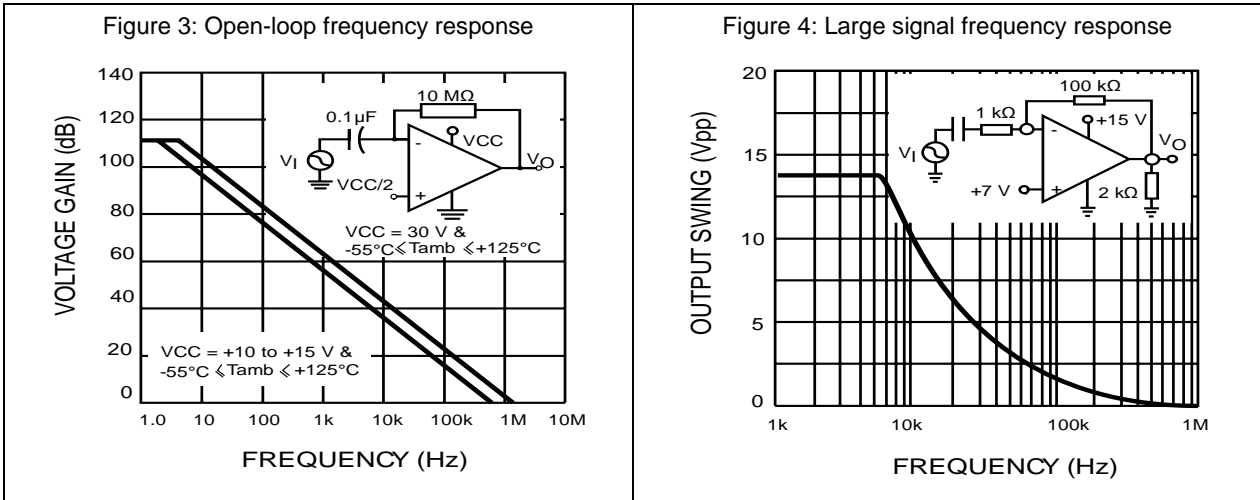 Figure 3: Open-loop frequency response
140
120
100
80
60
40
20
0
VOLTAGE GAIN (dB)
10 MΩ
0.1µF
VI
VCC
VO
VCC/2
-
+
VCC = 30 V &
-55°C ⩽ Tamb ⩽ +125°C
VCC = +10 to +15 V &
-55°C ⩽ Tamb ⩽ +125°C
1.0 10 100 1k 10k 100k 1M 10M
FREQUENCY (Hz)
Figure 4: Large signal frequency response
20
15
10
5
0
OUTPUT SWING (Vpp)
100 kΩ
1 kΩ
+15 V
VI
VO
-
+
+7 V
2 kΩ
1k 10k 100k 1M
FREQUENCY (Hz)